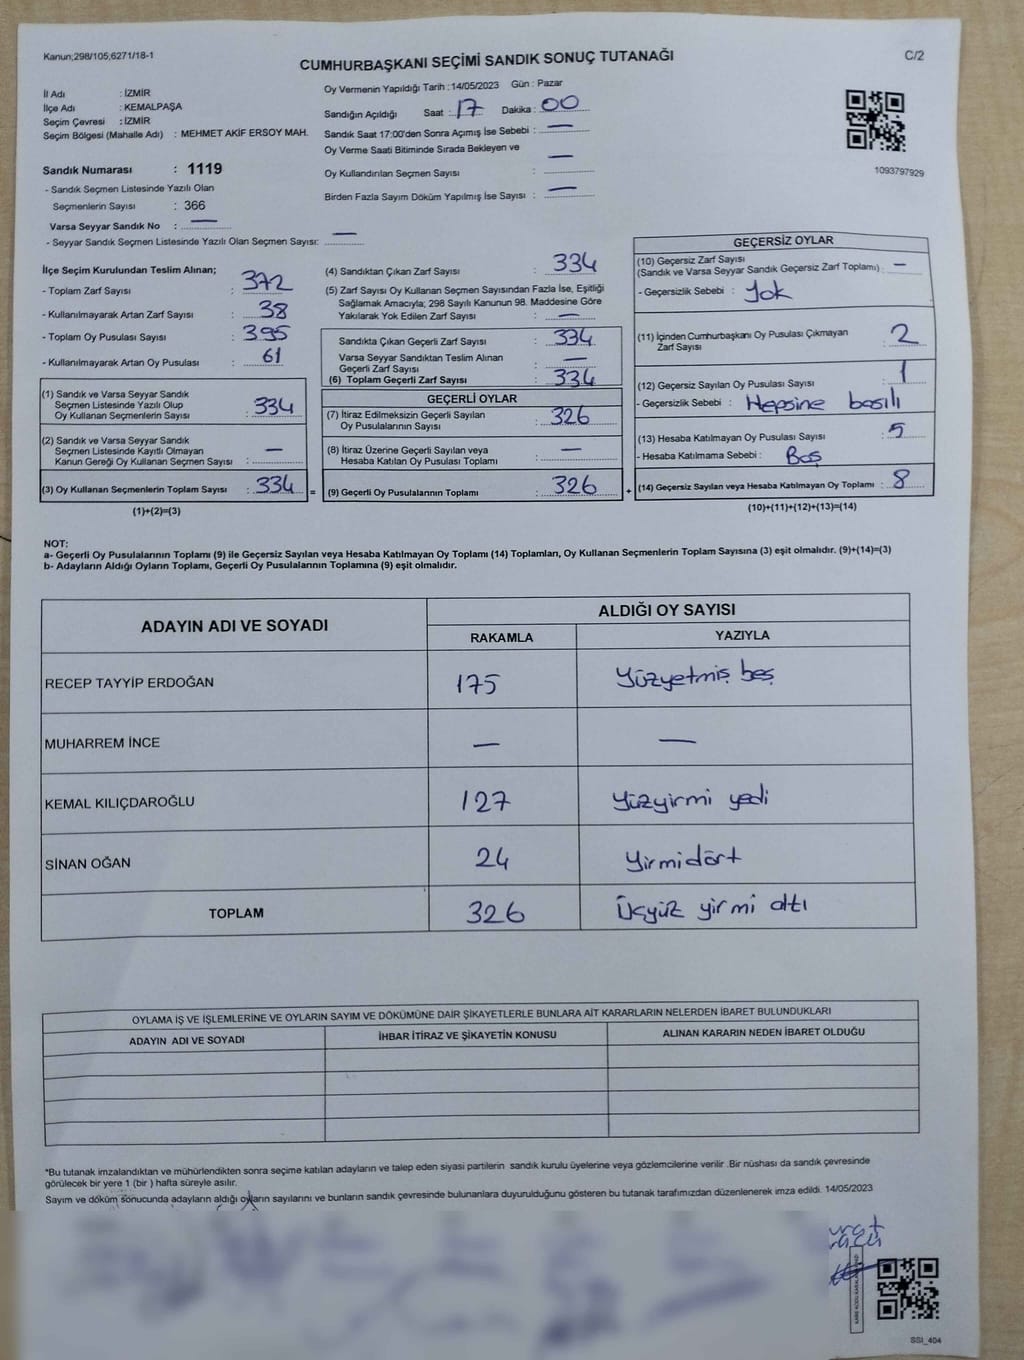 Kanun;298/105;6271/18-1
CUMHURBAŞKANI SEÇİMİ SANDIK SONUÇ TUTANAĞI
C/2
İl Adı : İZMİR
İlçe Adı : KEMALPAŞA
Seçim Çevresi : İZMİR
Seçim Bölgesi (Mahalle Adı) : MEHMET AKİF ERSOY MAH.
Sandık Numarası : 1119
- Sandık Seçmen Listesinde Yazılı Olan
Seçmenlerin Sayısı : 366
Varsa Seyyar Sandık No : —
- Seyyar Sandık Seçmen Listesinde Yazılı Olan Seçmen Sayısı: —
Oy Vermenin Yapıldığı Tarih : 14/05/2023 Gün : Pazar
Sandığın Açıldığı Saat : 17 Dakika : 00
Sandık Saat 17:00'den Sonra Açımış İse Sebebi : —
Oy Verme Saati Bitiminde Sırada Bekleyen ve
Oy Kullandırılan Seçmen Sayısı : —
Birden Fazla Sayım Döküm Yapılmış İse Sayısı : —
1093797929
İlçe Seçim Kurulundan Teslim Alınan;
- Toplam Zarf Sayısı : 372
- Kullanılmayarak Artan Zarf Sayısı : 38
- Toplam Oy Pusulası Sayısı : 395
- Kullanılmayarak Artan Oy Pusulası : 61
(1) Sandık ve Varsa Seyyar Sandık
Seçmen Listesinde Yazılı Olup
Oy Kullanan Seçmenlerin Sayısı : 334
(2) Sandık ve Varsa Seyyar Sandık
Seçmen Listesinde Kayıtlı Olmayan
Kanun Gereği Oy Kullanan Seçmen Sayısı : —
(3) Oy Kullanan Seçmenlerin Toplam Sayısı : 334 =
(1)+(2)=(3)
(4) Sandıktan Çıkan Zarf Sayısı : 334
(5) Zarf Sayısı Oy Kullanan Seçmen Sayısından Fazla İse, Eşitliği
Sağlamak Amacıyla; 298 Sayılı Kanunun 98. Maddesine Göre
Yakılarak Yok Edilen Zarf Sayısı : —
Sandıkta Çıkan Geçerli Zarf Sayısı : 334
Varsa Seyyar Sandıktan Teslim Alınan
Geçerli Zarf Sayısı : —
(6) Toplam Geçerli Zarf Sayısı : 334
GEÇERLİ OYLAR
(7) İtiraz Edilmeksizin Geçerli Sayılan
Oy Pusulalarının Sayısı : 326
(8) İtiraz Üzerine Geçerli Sayılan veya
Hesaba Katılan Oy Pusulası Toplamı : —
(9) Geçerli Oy Pusulalarının Toplamı : 326 +
GEÇERSİZ OYLAR
(10) Geçersiz Zarf Sayısı
(Sandık ve Varsa Seyyar Sandık Geçersiz Zarf Toplamı) : —
- Geçersizlik Sebebi : Yok
(11) İçinden Cumhurbaşkanı Oy Pusulası Çıkmayan
Zarf Sayısı : 2
(12) Geçersiz Sayılan Oy Pusulası Sayısı : 1
- Geçersizlik Sebebi : Hepsine basılı
(13) Hesaba Katılmayan Oy Pusulası Sayısı : 5
- Hesaba Katılmama Sebebi : Boş
(14) Geçersiz Sayılan veya Hesaba Katılmayan Oy Toplamı : 8
(10)+(11)+(12)+(13)=(14)
NOT:
a- Geçerli Oy Pusulalarının Toplamı (9) ile Geçersiz Sayılan veya Hesaba Katılmayan Oy Toplamı (14) Toplamları, Oy Kullanan Seçmenlerin Toplam Sayısına (3) eşit olmalıdır. (9)+(14)=(3)
b- Adayların Aldığı Oyların Toplamı, Geçerli Oy Pusulalarının Toplamına (9) eşit olmalıdır.
ADAYIN ADI VE SOYADI
ALDIĞI OY SAYISI
RAKAMLA YAZIYLA
RECEP TAYYİP ERDOĞAN 175 Yüzyetmiş beş
MUHARREM İNCE — —
KEMAL KILIÇDAROĞLU 127 Yüzyirmi yedi
SİNAN OĞAN 24 Yirmidört
TOPLAM 326 Üçyüz yirmi altı
OYLAMA İŞ VE İŞLEMLERİNE VE OYLARIN SAYIM VE DÖKÜMÜNE DAİR ŞİKAYETLERLE BUNLARA AİT KARARLARIN NELERDEN İBARET BULUNDUKLARI
ADAYIN ADI VE SOYADI İHBAR İTİRAZ VE ŞİKAYETİN KONUSU ALINAN KARARIN NEDEN İBARET OLDUĞU
*Bu tutanak imzalandıktan ve mühürlendikten sonra seçime katılan adayların ve talep eden siyasi partilerin sandık kurulu üyelerine veya gözlemcilerine verilir .Bir nüshası da sandık çevresinde
görülecek bir yere 1 (bir ) hafta süreyle asılır.
Sayım ve döküm sonucunda adayların aldığı oyların sayılarını ve bunların sandık çevresinde bulunanlara duyurulduğunu gösteren bu tutanak tarafımızdan düzenlenerek imza edildi. 14/05/2023
SSI_404